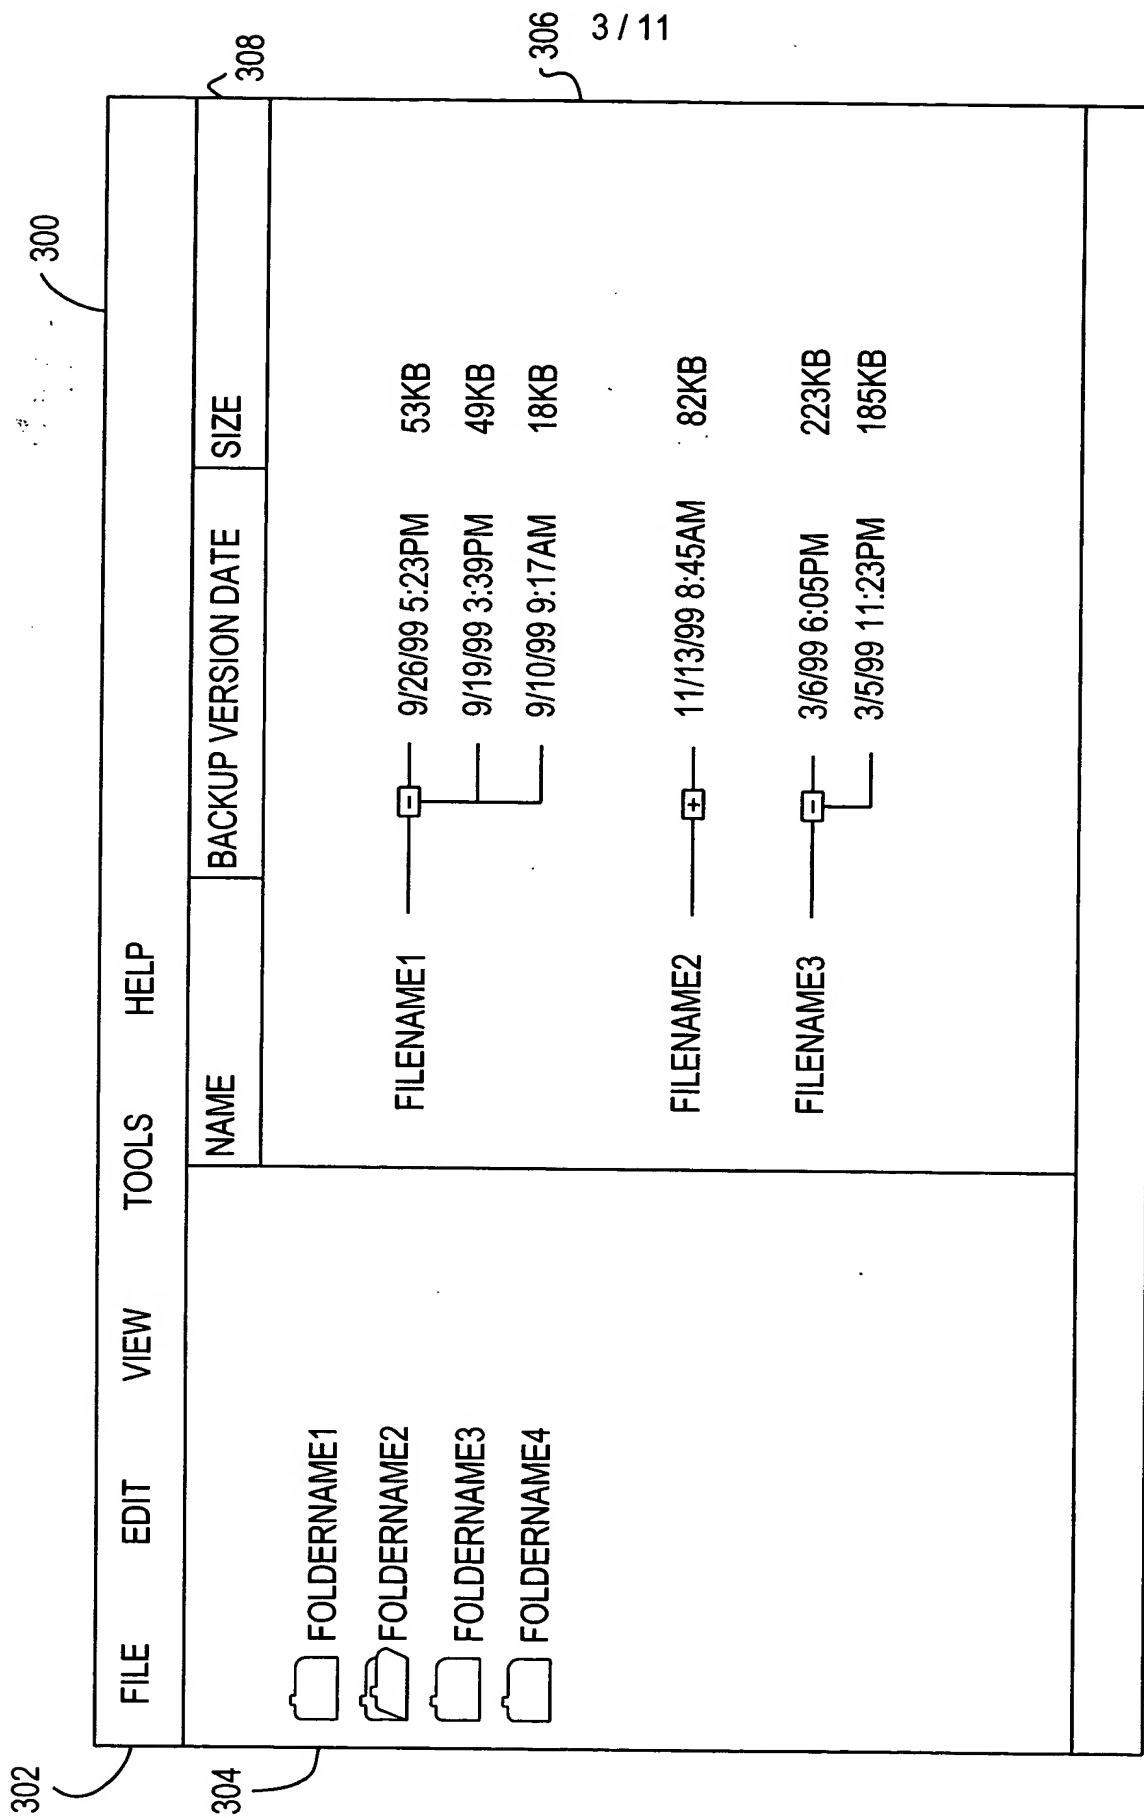 3 / 11
300
302
FILE EDIT VIEW TOOLS HELP
308
NAME BACKUP VERSION DATE SIZE
304
FOLDERNAME1
FOLDERNAME2
FOLDERNAME3
FOLDERNAME4
306
FILENAME1 - 9/26/99 5:23PM 53KB
9/19/99 3:39PM 49KB
9/10/99 9:17AM 18KB
FILENAME2 + 11/13/99 8:45AM 82KB
FILENAME3 - 3/6/99 6:05PM 223KB
3/5/99 11:23PM 185KB